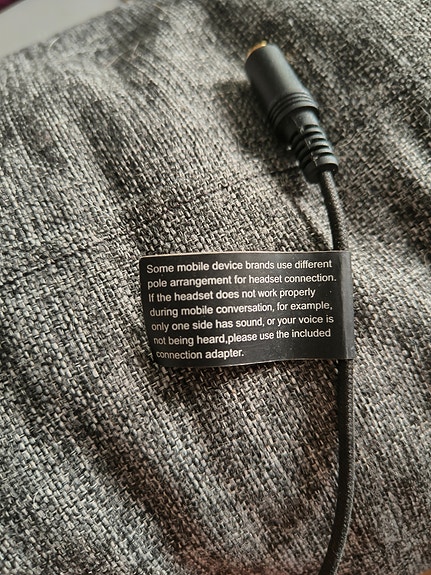 Some mobile device brands use different
pole arrangement for headset connection.
If the headset does not work properly
during mobile conversation, for example,
only one side has sound, or your voice is
not being heard,please use the included
connection adapter.